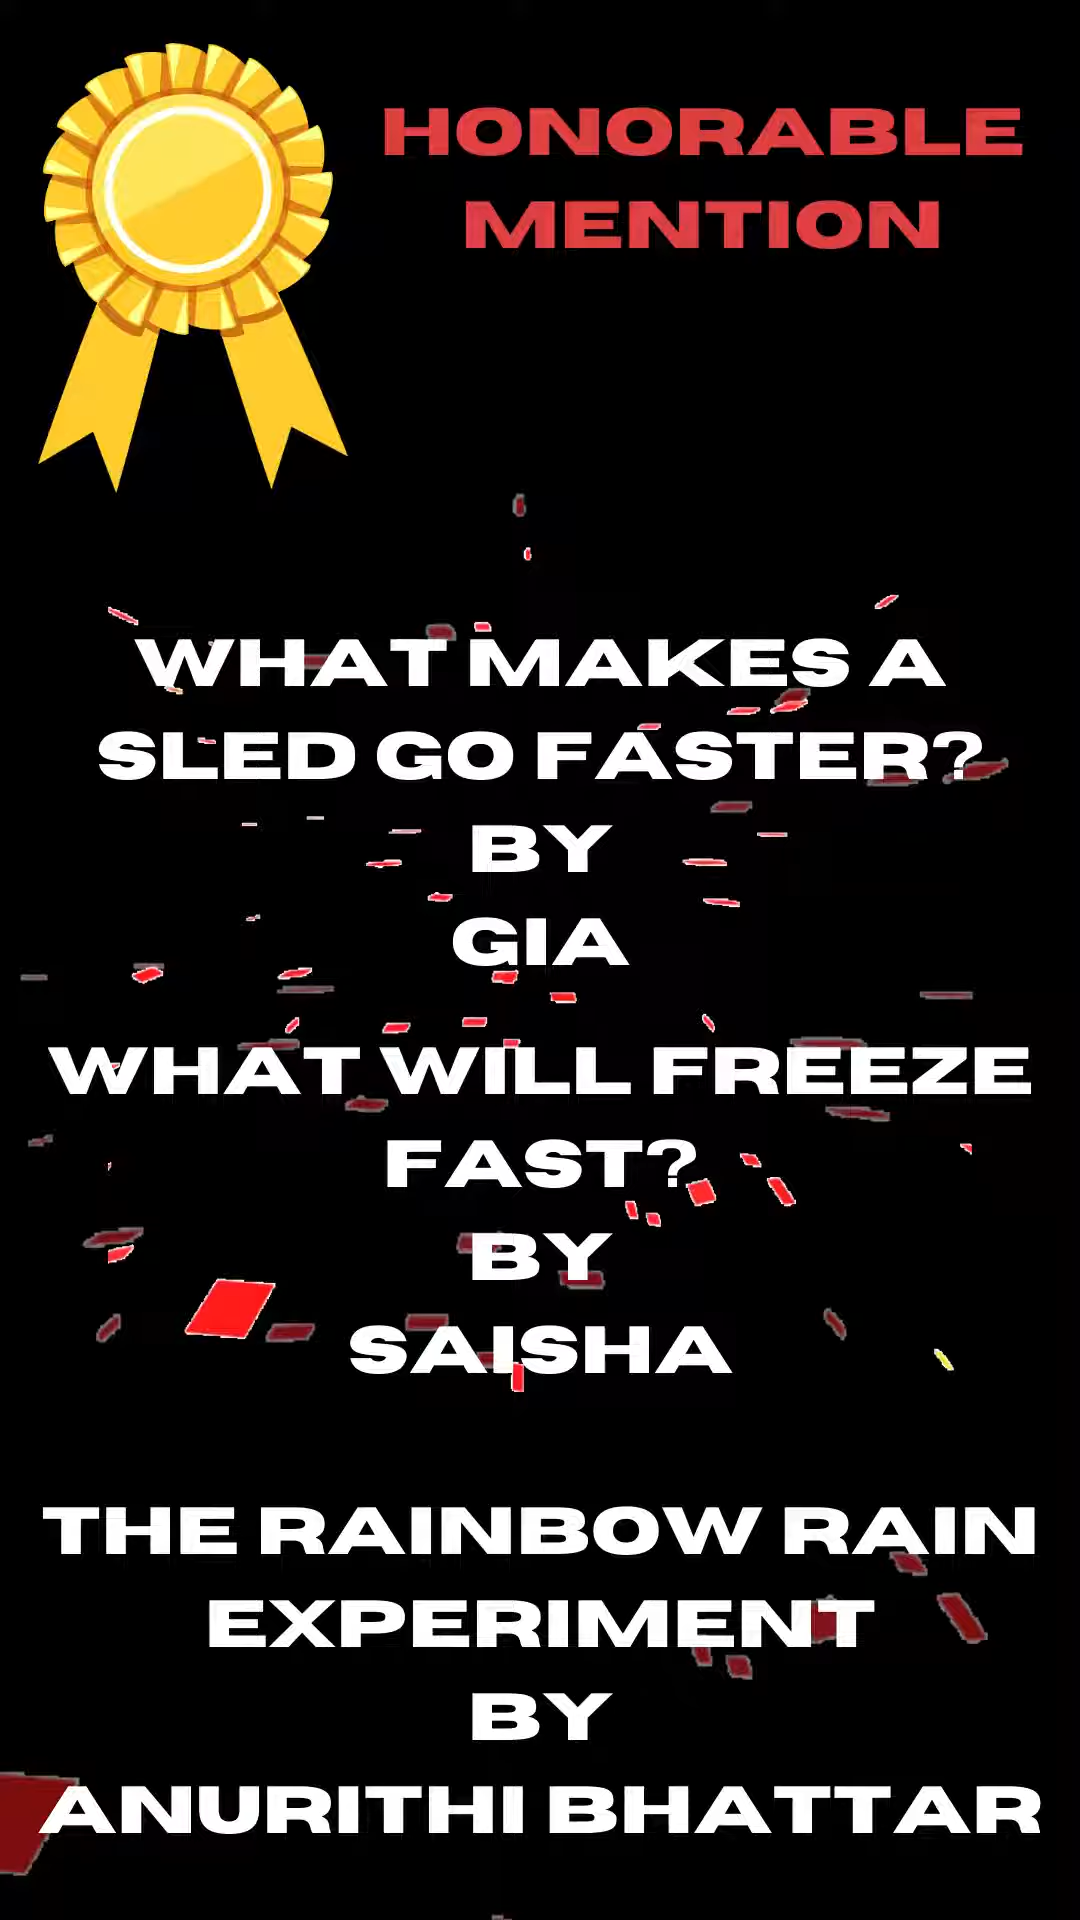 HONORABLE
MENTION
WHAT MAKES A
SLED GO FASTER?
BY
GIA
WHAT WILL FREEZE
FAST?
BY
SAISHA
THE RAINBOW RAIN
EXPERIMENT
BY
ANURITHI BHATTAR